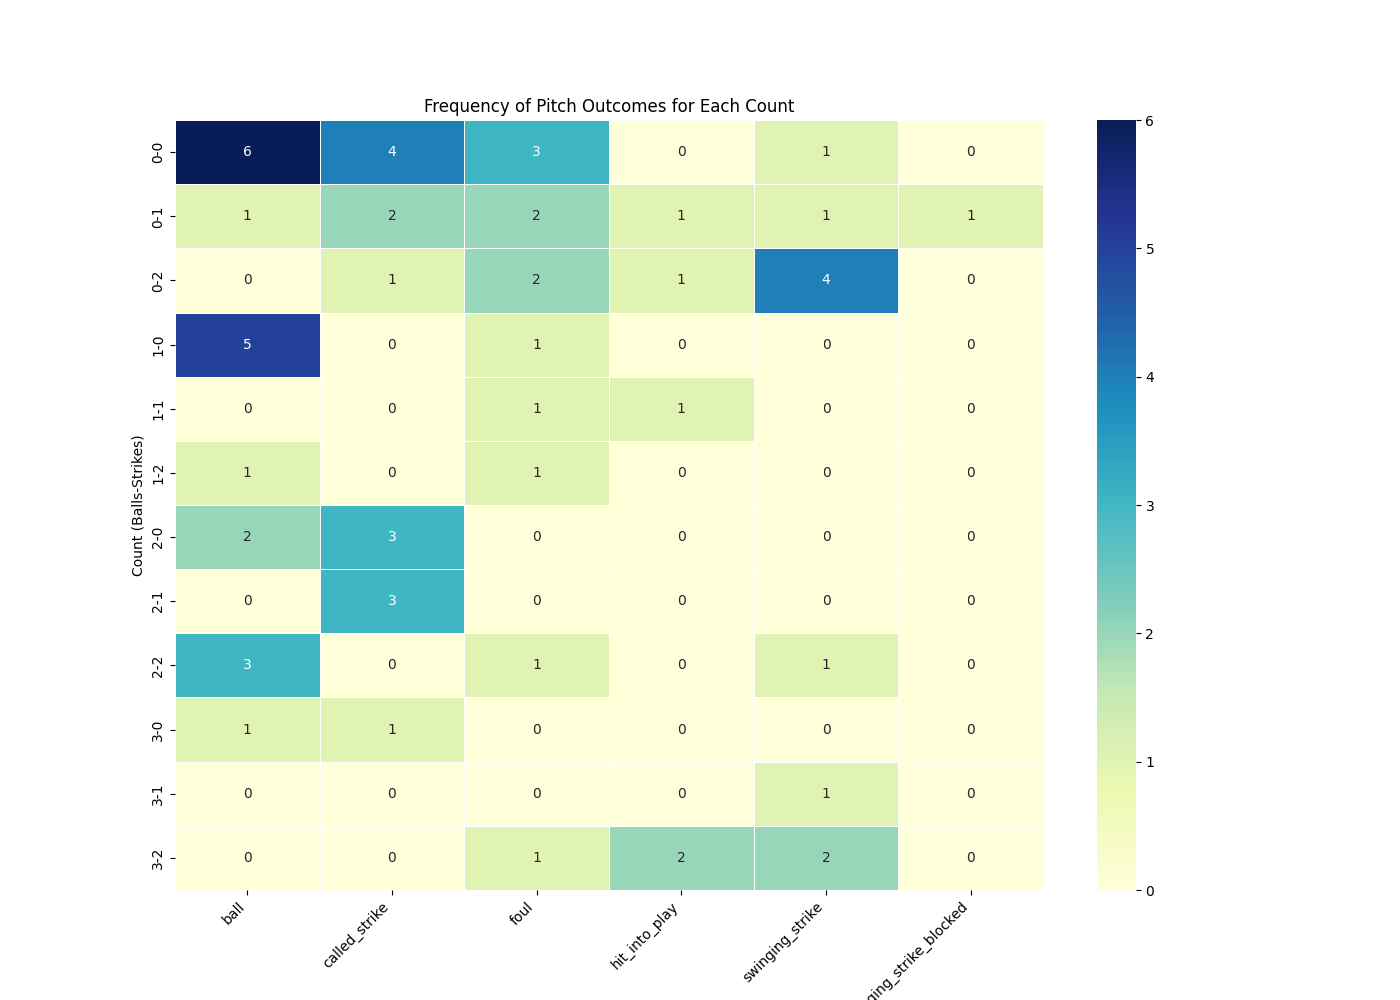 Frequency of Pitch Outcomes for Each Count
0-0 6 4 3 0 1 0
0-1 1 2 2 1 1 1
0-2 0 1 2 1 4 0
1-0 5 0 1 0 0 0
1-1 0 0 1 1 0 0
1-2 1 0 1 0 0 0
2-0 2 3 0 0 0 0
2-1 0 3 0 0 0 0
2-2 3 0 1 0 1 0
3-0 1 1 0 0 0 0
3-1 0 0 0 0 1 0
3-2 0 0 1 2 2 0
Count (Balls-Strikes)
ball
called_strike
foul
hit_into_play
swinging_strike
ging_strike_blocked
6
5
4
3
2
1
0